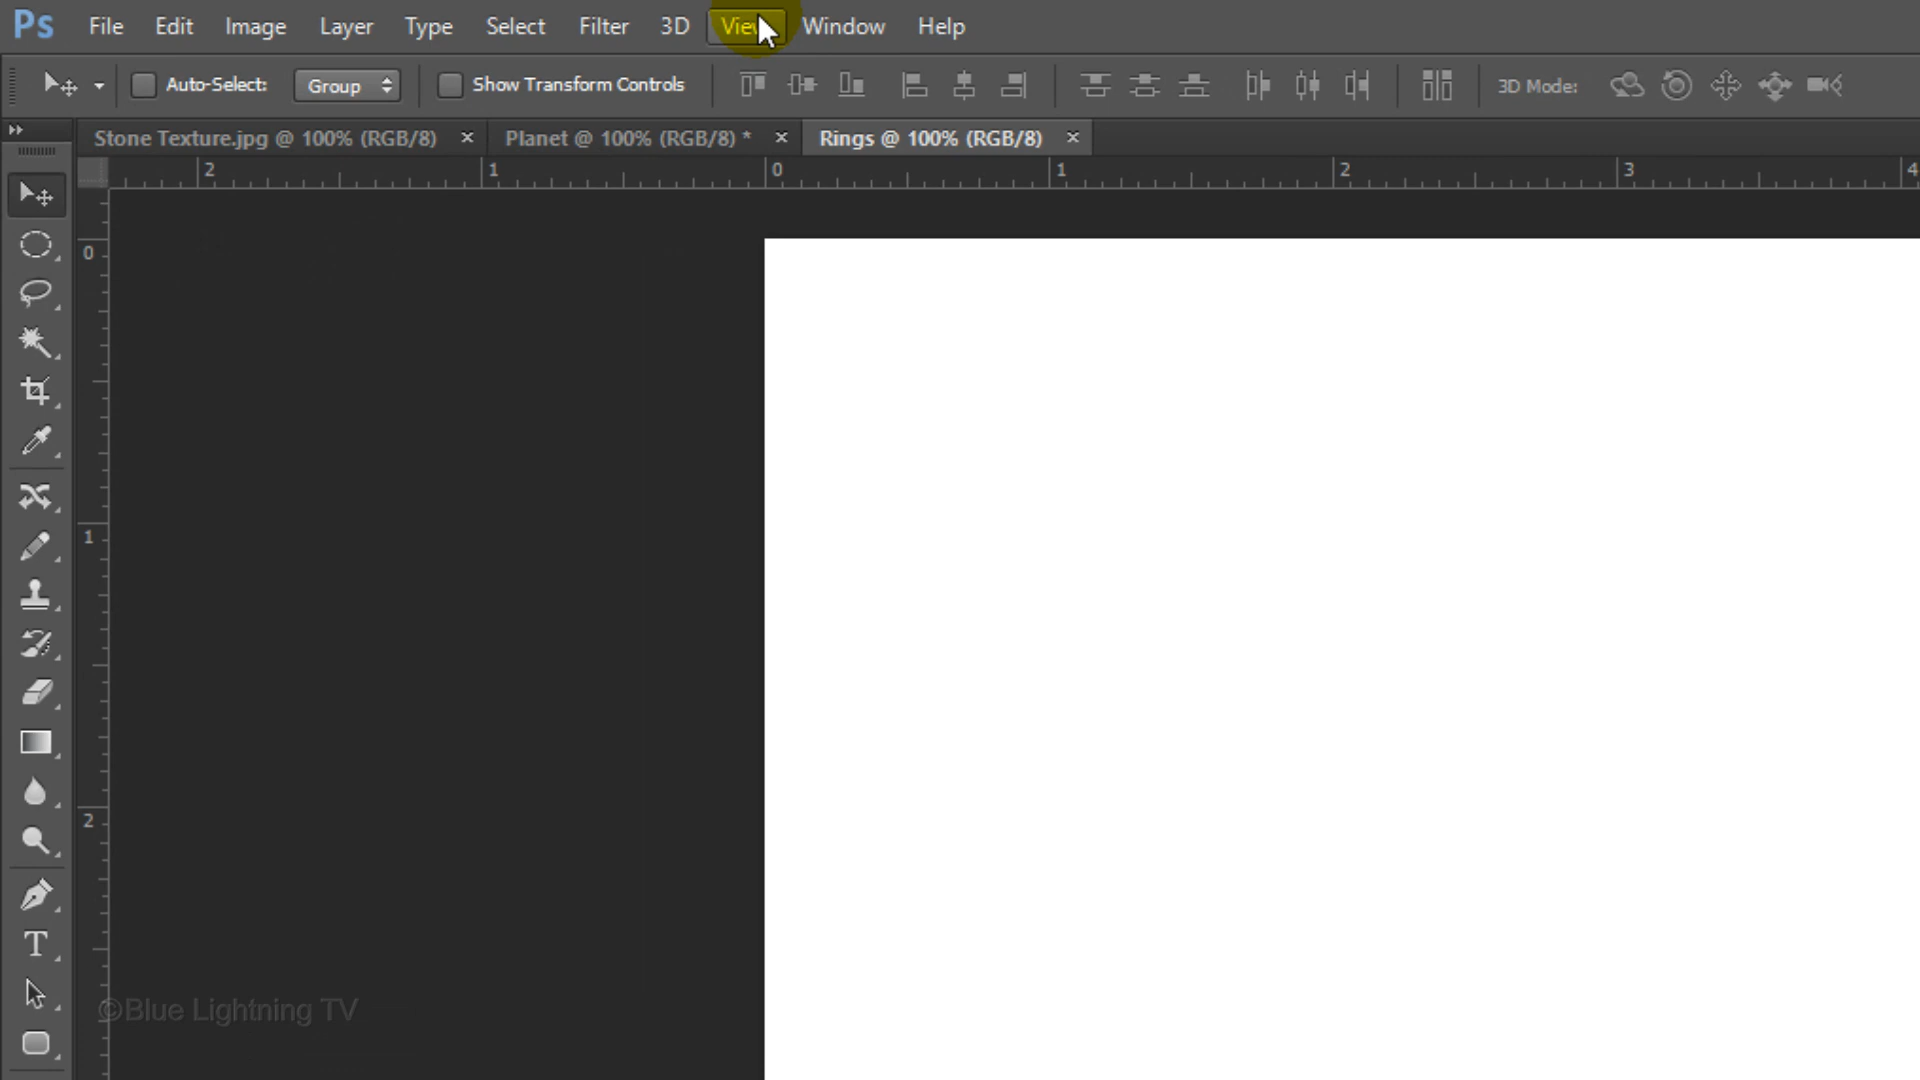 Ps File Edit Image Layer Type Select Filter 3D View Window Help
Auto-Select: Group Show Transform Controls 3D Mode:
Stone Texture.jpg @ 100% (RGB/8) × Planet @ 100% (RGB/8) * × Rings @ 100% (RGB/8) ×
2 1 0 1 2 3 4
0
1
2
T
©Blue Lightning TV